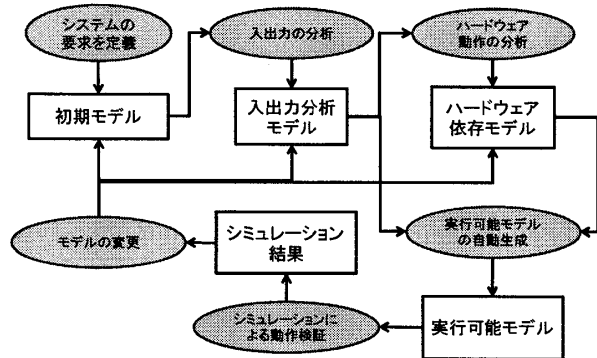 システムの
要求を定義
入出力の分析
ハードウェア
動作の分析
初期モデル
入出力分析
モデル
ハードウェア
依存モデル
モデルの変更
シミュレーション
結果
実行可能モデル
の自動生成
シミュレーションに
よる動作検証
実行可能モデル